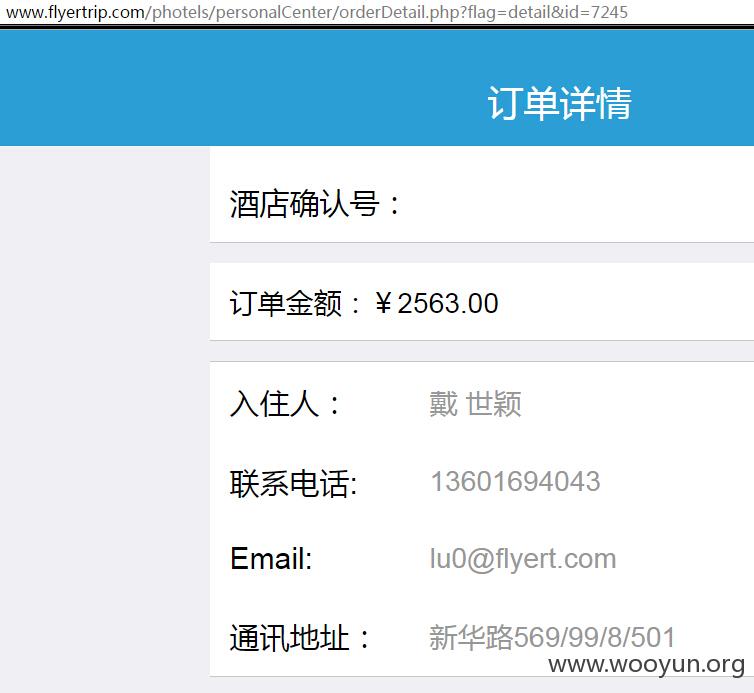 www.flyertrip.com/photels/personalCenter/orderDetail.php?flag=detail&id=7245
订单详情
酒店确认号：
订单金额：￥2563.00
入住人： 戴 世颖
联系电话: 13601694043
Email: lu0@flyert.com
通讯地址： 新华路569/99/8/501
www.wooyun.org